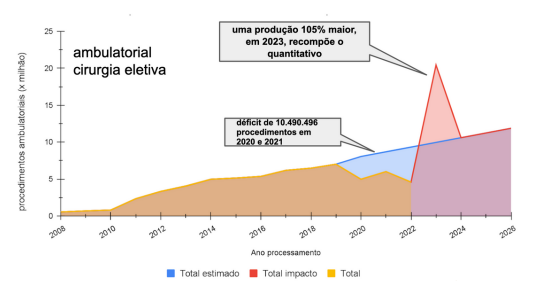 uma produção 105% maior,
em 2023, recompõe o
quantitativo
ambulatorial
cirurgia eletiva
déficit de 10.490.496
procedimentos em
2020 e 2021
procedimentos ambulatoriais (x milhão)
25
20
15
10
5
0
2008
2010
2012
2014
2016
2018
2020
2022
2024
2026
Ano processamento
Total estimado
Total impacto
Total